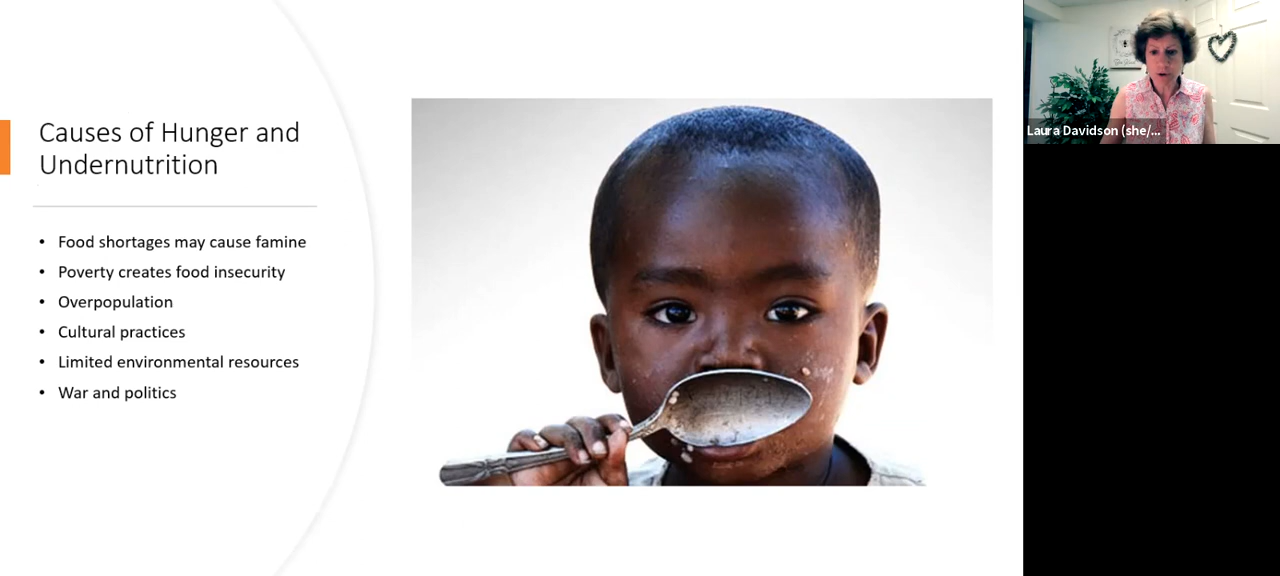 Causes of Hunger and
Undernutrition
• Food shortages may cause famine
• Poverty creates food insecurity
• Overpopulation
• Cultural practices
• Limited environmental resources
• War and politics
Laura Davidson (she/...